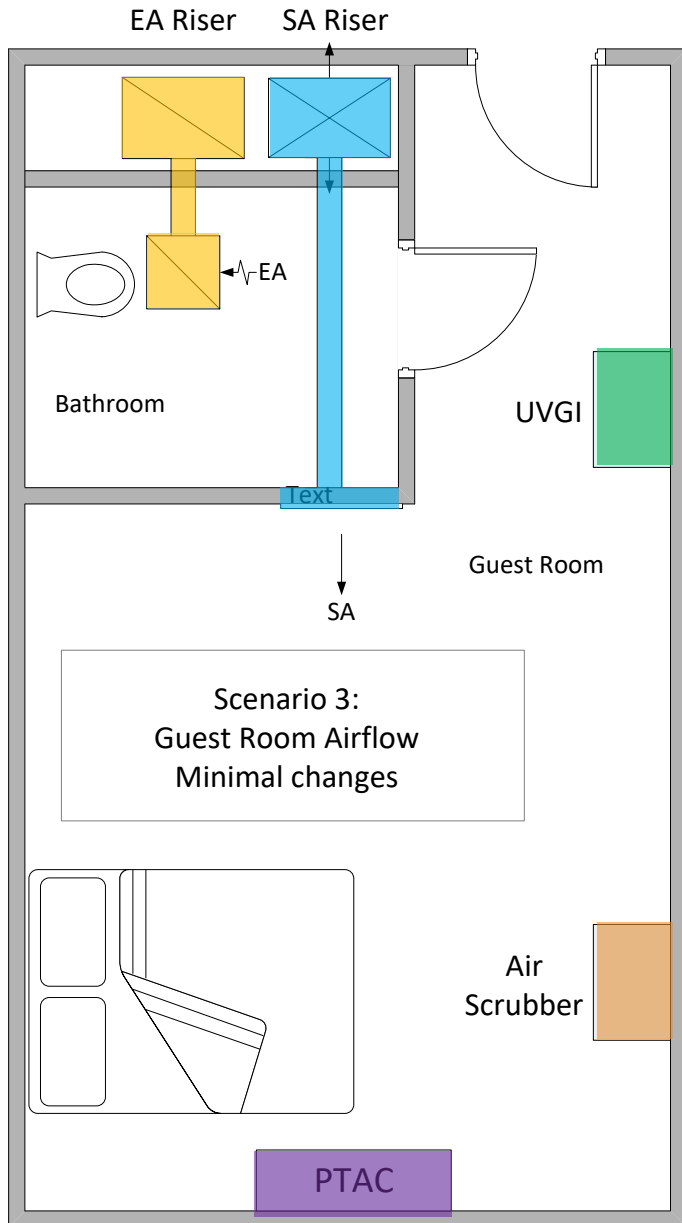 EA Riser SA Riser
EA
Bathroom
UVGI
Text
Guest Room
SA
Scenario 3:
Guest Room Airflow
Minimal changes
Air
Scrubber
PTAC